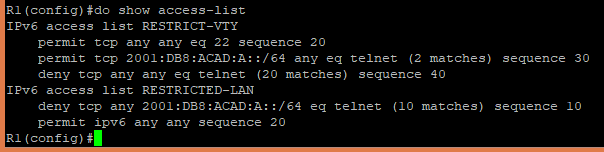 R1(config)#do show access-list
IPv6 access list RESTRICT-VTY
    permit tcp any any eq 22 sequence 20
    permit tcp 2001:DB8:ACAD:A::/64 any eq telnet (2 matches) sequence 30
    deny tcp any any eq telnet (20 matches) sequence 40
IPv6 access list RESTRICTED-LAN
    deny tcp any 2001:DB8:ACAD:A::/64 eq telnet (10 matches) sequence 10
    permit ipv6 any any sequence 20
R1(config)#